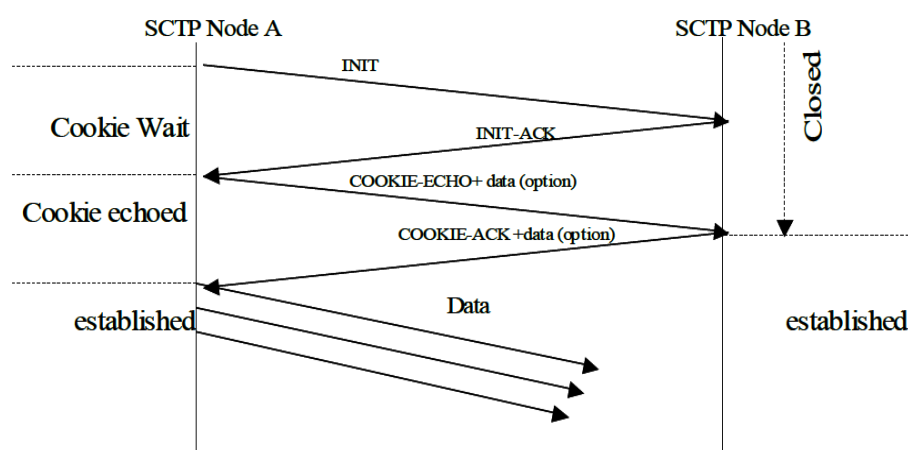 SCTP Node A
SCTP Node B
INIT
Closed
Cookie Wait
INIT-ACK
COOKIE-ECHO+ data (option)
Cookie echoed
COOKIE-ACK +data (option)
Data
established
established